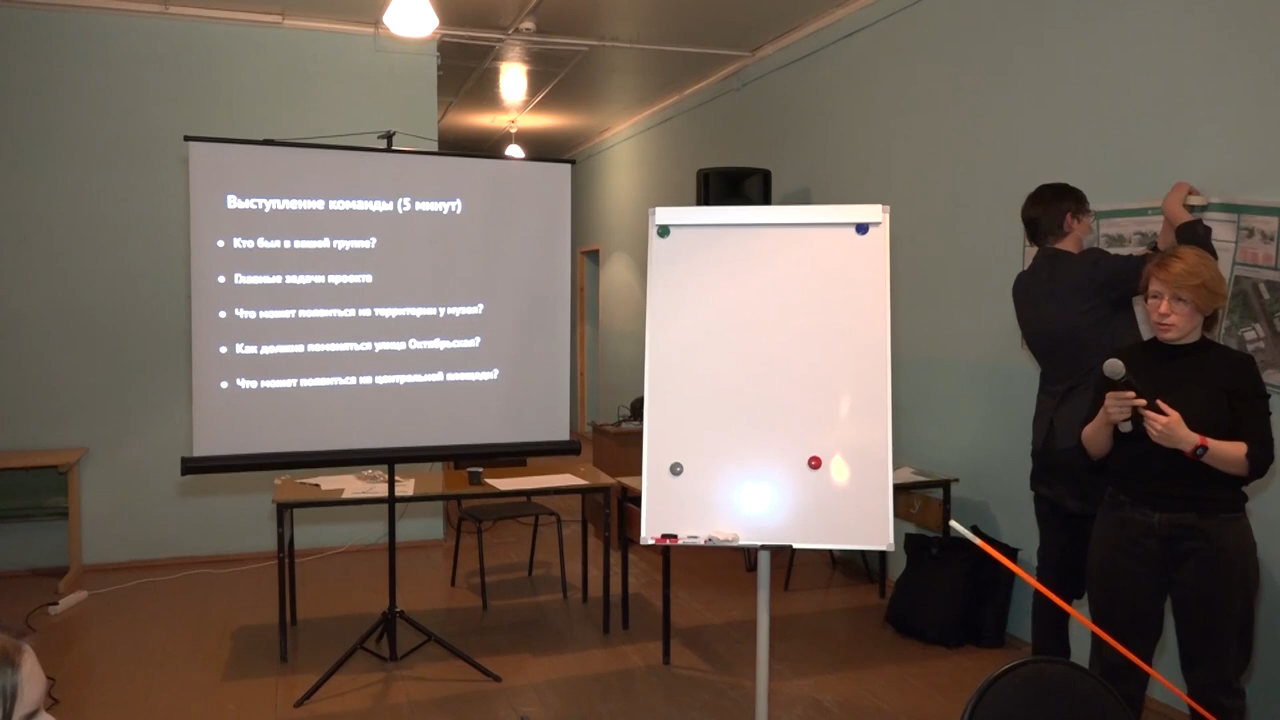 Выступление команды (5 минут)
Кто был в вашей группе?
Главные задачи проекта
Что может появиться на территории у музея?
Как должна поменяться улица Октябрьская?
Что может появиться на центральной площади?